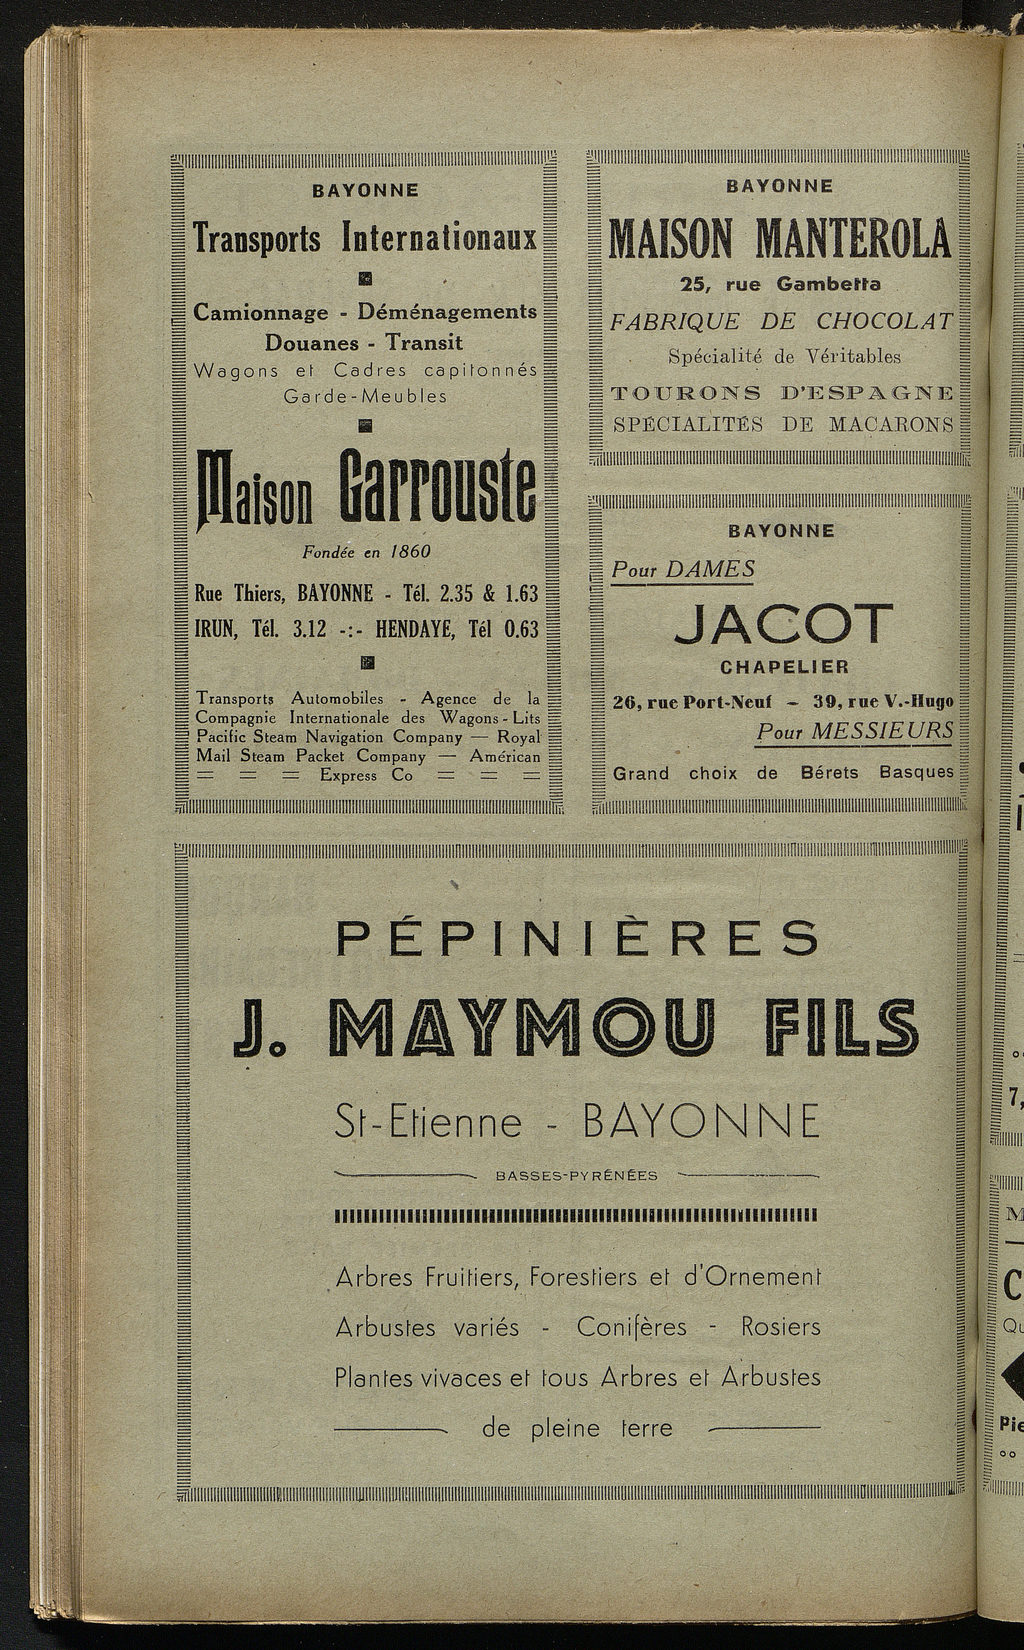 BAYONNE
Transports Internationaux
Camionnage - Déménagements
Douanes - Transit
Wagons et Cadres capitonnés
Garde-Meubles
Maison Garrouste
Fondée en 1860
Rue Thiers, BAYONNE - Tél. 2.35 & 1.63
IRUN, Tél. 3.12 -:- HENDAYE, Tél 0.63
Transports Automobiles - Agence de la
Compagnie Internationale des Wagons-Lits
Pacific Steam Navigation Company — Royal
Mail Steam Packet Company — Américan
= = = Express Co = = =
BAYONNE
MAISON MANTEROLA
25, rue Gambetta
FABRIQUE DE CHOCOLAT
Spécialité de Véritables
TOURONS D'ESPAGNE
SPÉCIALITÉS DE MACARONS
BAYONNE
Pour DAMES
JACOT
CHAPELIER
26, rue Port-Neuf - 39, rue V.-Hugo
Pour MESSIEURS
Grand choix de Bérets Basques
PÉPINIÈRES
J. MAYMOU FILS
St-Etienne - BAYONNE
BASSES-PYRÉNÉES
Arbres Fruitiers, Forestiers et d'Ornement
Arbustes variés - Conifères - Rosiers
Plantes vivaces et tous Arbres et Arbustes
de pleine terre
7,
M
C
Qu
Pie